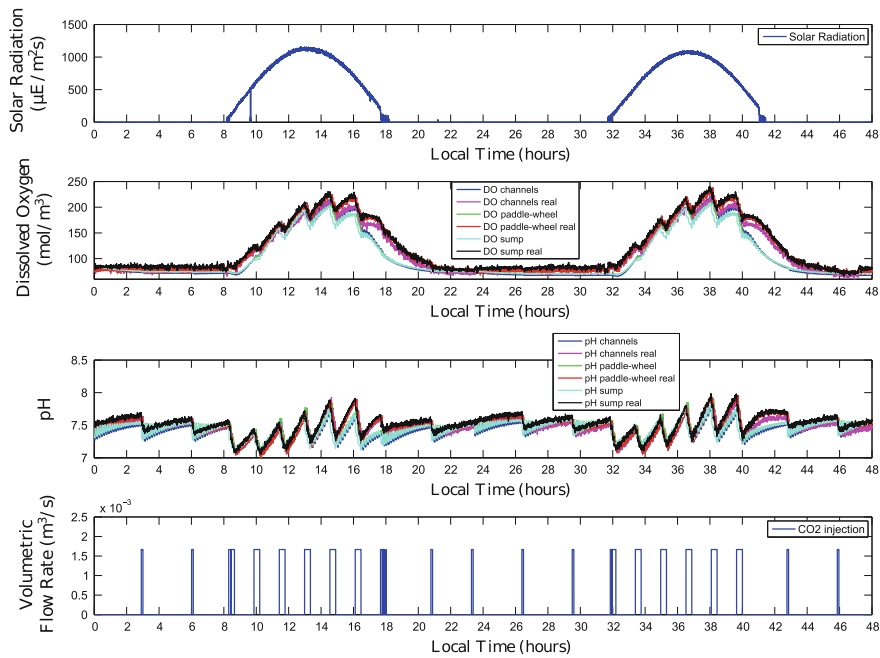 Solar Radiation
(µE / m²s)
1500
1000
500
0
Solar Radiation
0 2 4 6 8 10 12 14 16 18 20 22 24 26 28 30 32 34 36 38 40 42 44 46 48
Local Time (hours)
Dissolved Oxygen
(mol/ m³)
250
200
150
100
DO channels
DO channels real
DO paddle-wheel
DO paddle-wheel real
DO sump
DO sump real
0 2 4 6 8 10 12 14 16 18 20 22 24 26 28 30 32 34 36 38 40 42 44 46 48
Local Time (hours)
pH
8.5
8
7.5
7
pH channels
pH channels real
pH paddle-wheel
pH paddle-wheel real
pH sump
pH sump real
0 2 4 6 8 10 12 14 16 18 20 22 24 26 28 30 32 34 36 38 40 42 44 46 48
Local Time (hours)
Volumetric
Flow Rate (m³/ s)
x 10⁻³
2.5
2
1.5
1
0.5
0
CO2 injection
0 2 4 6 8 10 12 14 16 18 20 22 24 26 28 30 32 34 36 38 40 42 44 46 48
Local Time (hours)